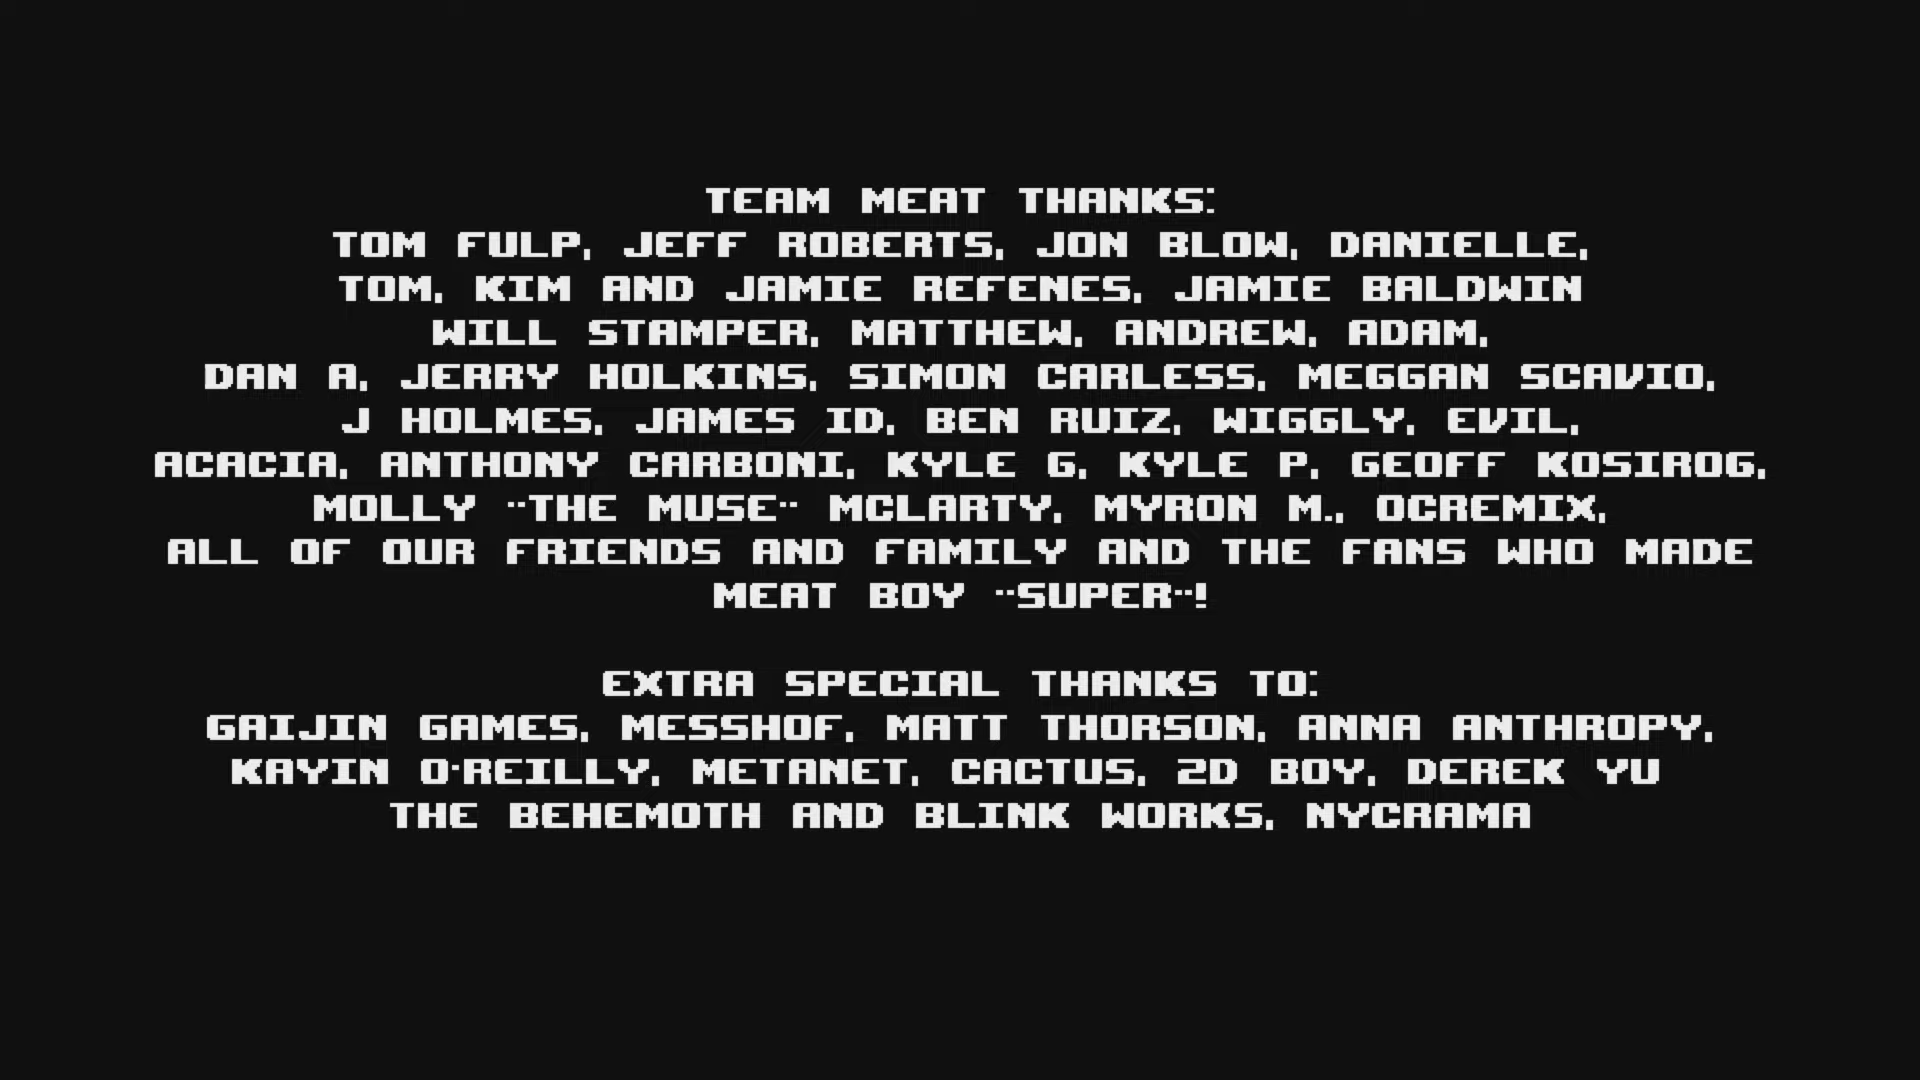 TEAM MEAT THANKS:
TOM FULP, JEFF ROBERTS, JON BLOW, DANIELLE,
TOM, KIM AND JAMIE REFENES, JAMIE BALDWIN
WILL STAMPER, MATTHEW, ANDREW, ADAM,
DAN A, JERRY HOLKINS, SIMON CARLESS, MEGGAN SCAVIO,
J HOLMES, JAMES ID, BEN RUIZ, WIGGLY, EVIL,
ACACIA, ANTHONY CARBONI, KYLE G, KYLE P, GEOFF KOSIROG,
MOLLY "THE MUSE" MCLARTY, MYRON M., OCREMIX,
ALL OF OUR FRIENDS AND FAMILY AND THE FANS WHO MADE
MEAT BOY "SUPER"!
EXTRA SPECIAL THANKS TO:
GAIJIN GAMES, MESSHOF, MATT THORSON, ANNA ANTHROPY,
KAYIN O'REILLY, METANET, CACTUS, 2D BOY, DEREK YU
THE BEHEMOTH AND BLINK WORKS, NYCRAMA